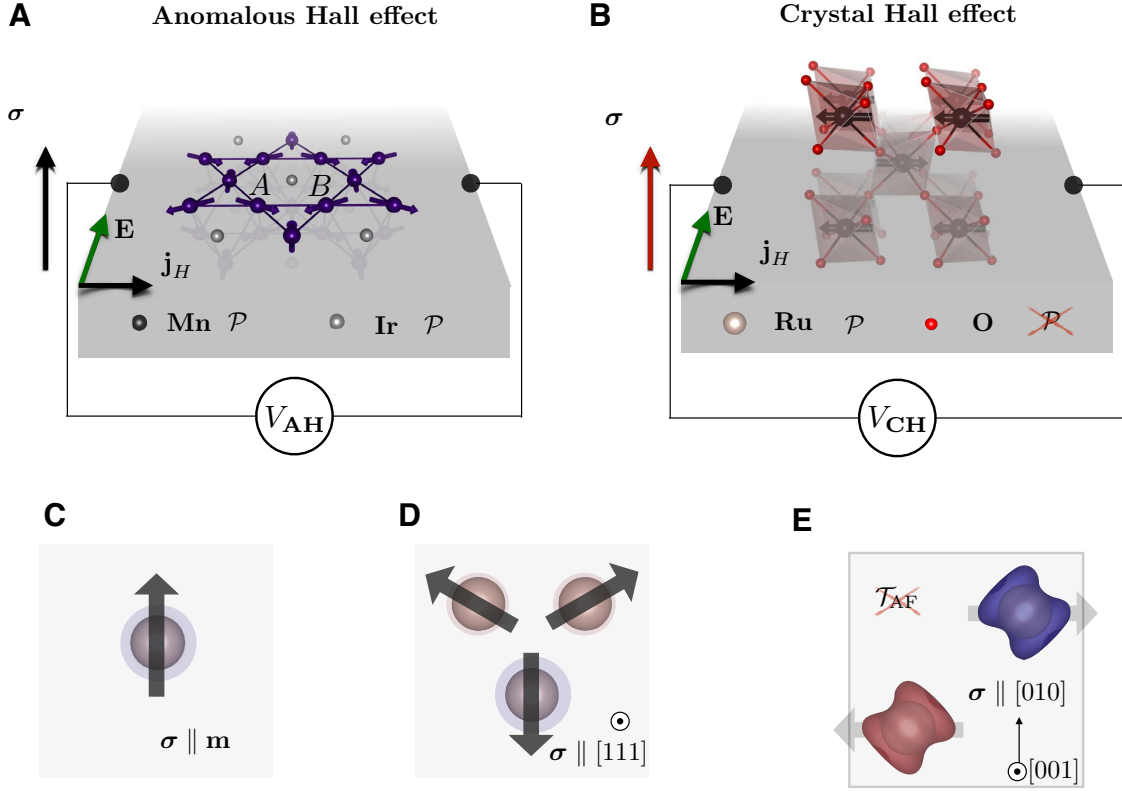 A
Anomalous Hall effect
σ
A
B
E
j_H
Mn 𝒫
Ir 𝒫
V_AH
B
Crystal Hall effect
σ
E
j_H
Ru 𝒫
O 𝒫
V_CH
C
σ ∥ m
D
σ ∥ [111]
E
𝒯_AF
σ ∥ [010]
[001]